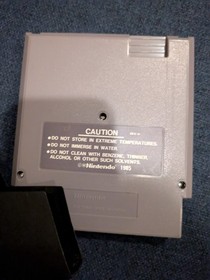 CAUTION
●DO NOT STORE IN EXTREME TEMPERATURES.
●DO NOT IMMERSE IN WATER.
●DO NOT CLEAN WITH BENZENE, THINNER,
ALCOHOL OR OTHER SUCH SOLVENTS.
©Nintendo 1985